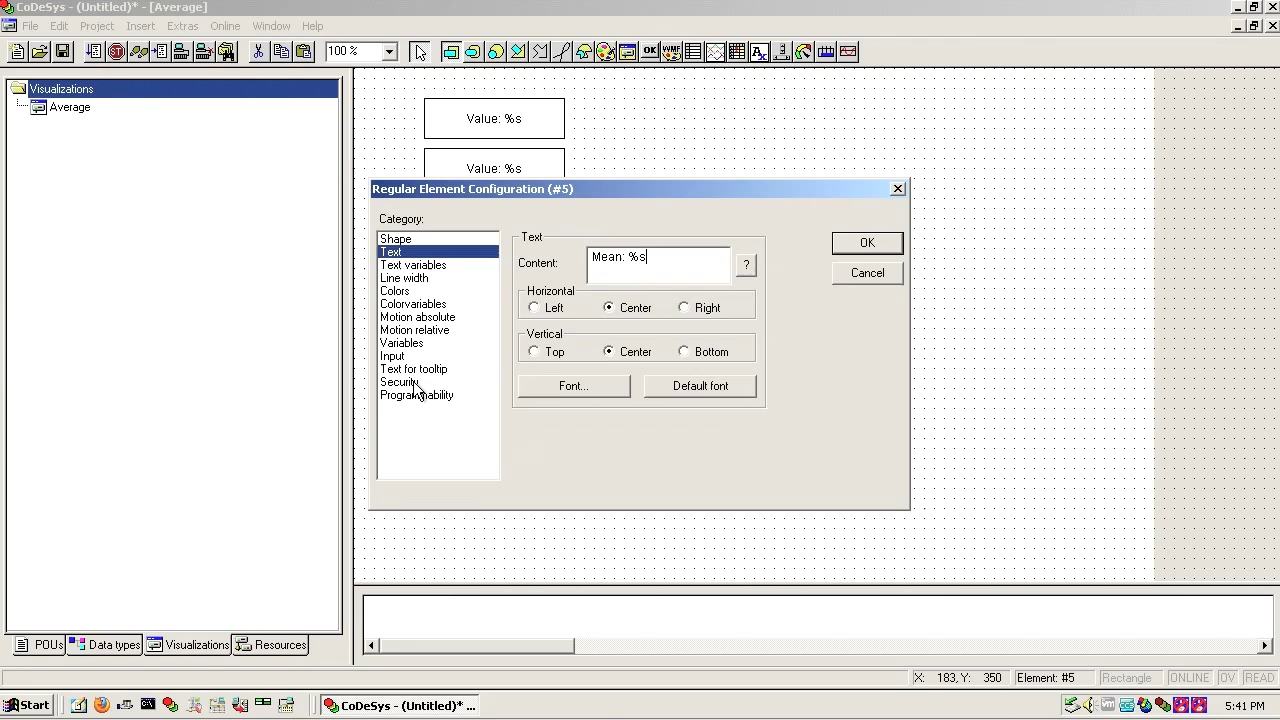 CoDeSys - (Untitled)* - [Average]
File Edit Project Insert Extras Online Window Help
100 %
OK
WMF
Visualizations
Average
Value: %s
Value: %s
Regular Element Configuration (#5)
Category:
Shape
Text
Text variables
Line width
Colors
Colorvariables
Motion absolute
Motion relative
Variables
Input
Text for tooltip
Security
Programmability
Text
Content:
Mean: %s
?
Horizontal
Left Center Right
Vertical
Top Center Bottom
Font... Default font
OK
Cancel
POUs Data types Visualizations Resources
X: 183, Y: 350 Element: #5 Rectangle ONLINE OV READ
Start CoDeSys - (Untitled)* ... 5:41 PM